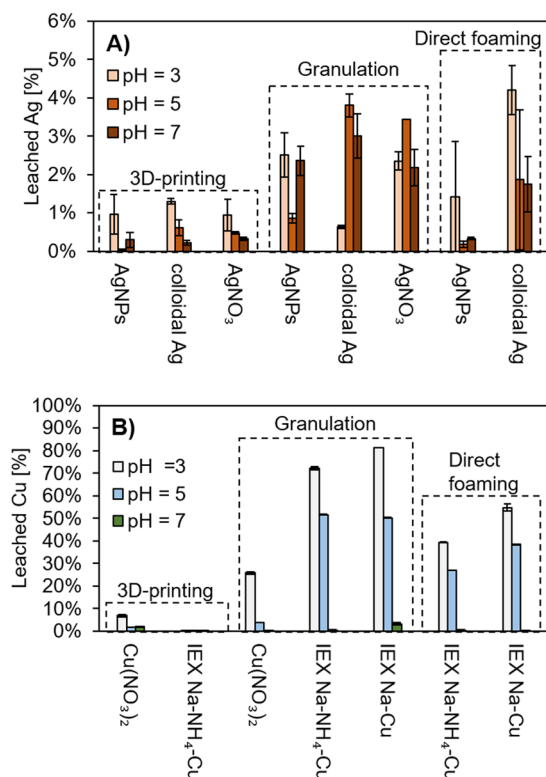 6%
5%
4%
3%
2%
1%
0%
Leached Ag [%]
A)
pH = 3
pH = 5
pH = 7
3D-printing
Granulation
Direct foaming
AgNPs
colloidal Ag
AgNO₃
AgNPs
colloidal Ag
AgNO₃
AgNPs
colloidal Ag
100%
90%
80%
70%
60%
50%
40%
30%
20%
10%
0%
Leached Cu [%]
B)
pH =3
pH = 5
pH = 7
3D-printing
Granulation
Direct
foaming
Cu(NO₃)₂
IEX Na-
NH₄-Cu
Cu(NO₃)₂
IEX Na-NH₄-Cu
IEX Na-Cu
IEX Na-NH₄-Cu
IEX Na-Cu